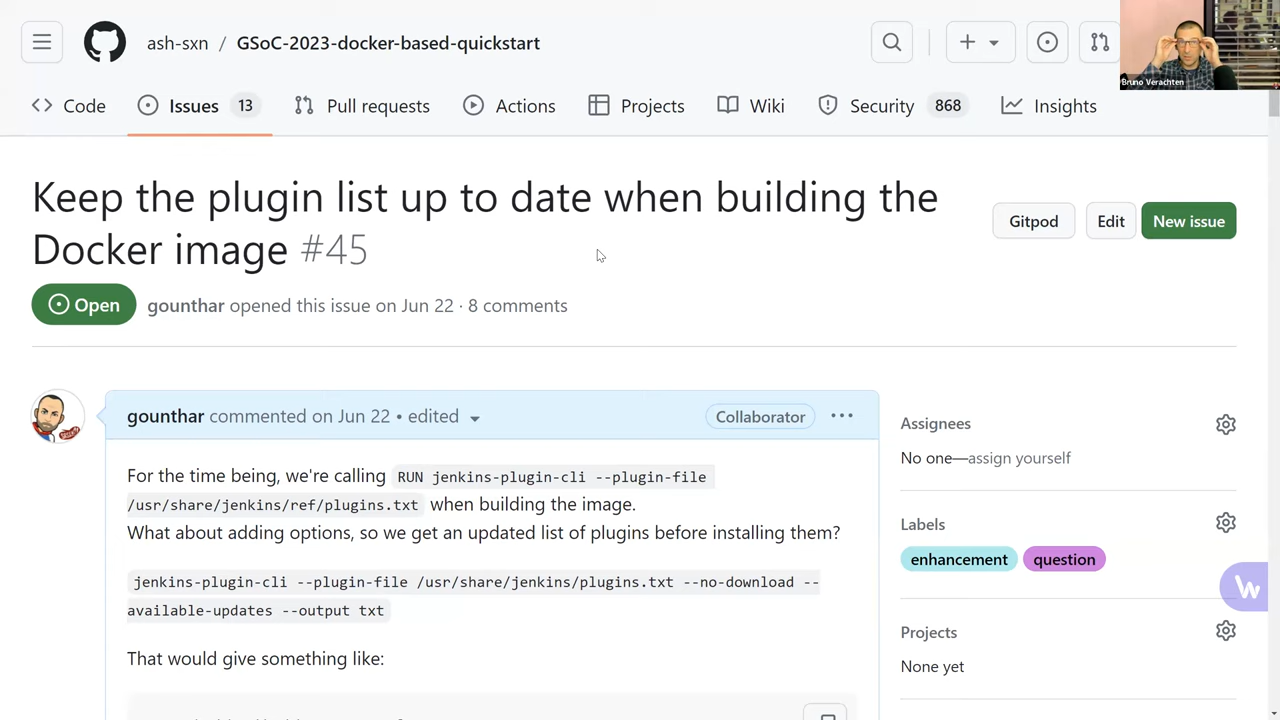 ash-sxn / GSoC-2023-docker-based-quickstart
Bruno Verachten
Code
Issues 13
Pull requests
Actions
Projects
Wiki
Security 868
Insights
Keep the plugin list up to date when building the
Docker image #45
Gitpod
Edit
New issue
Open
gounthar opened this issue on Jun 22 · 8 comments
gounthar commented on Jun 22 • edited
Collaborator
For the time being, we're calling RUN jenkins-plugin-cli --plugin-file
/usr/share/jenkins/ref/plugins.txt when building the image.
What about adding options, so we get an updated list of plugins before installing them?
jenkins-plugin-cli --plugin-file /usr/share/jenkins/plugins.txt --no-download --
available-updates --output txt
That would give something like:
Assignees
No one—assign yourself
Labels
enhancement question
Projects
None yet